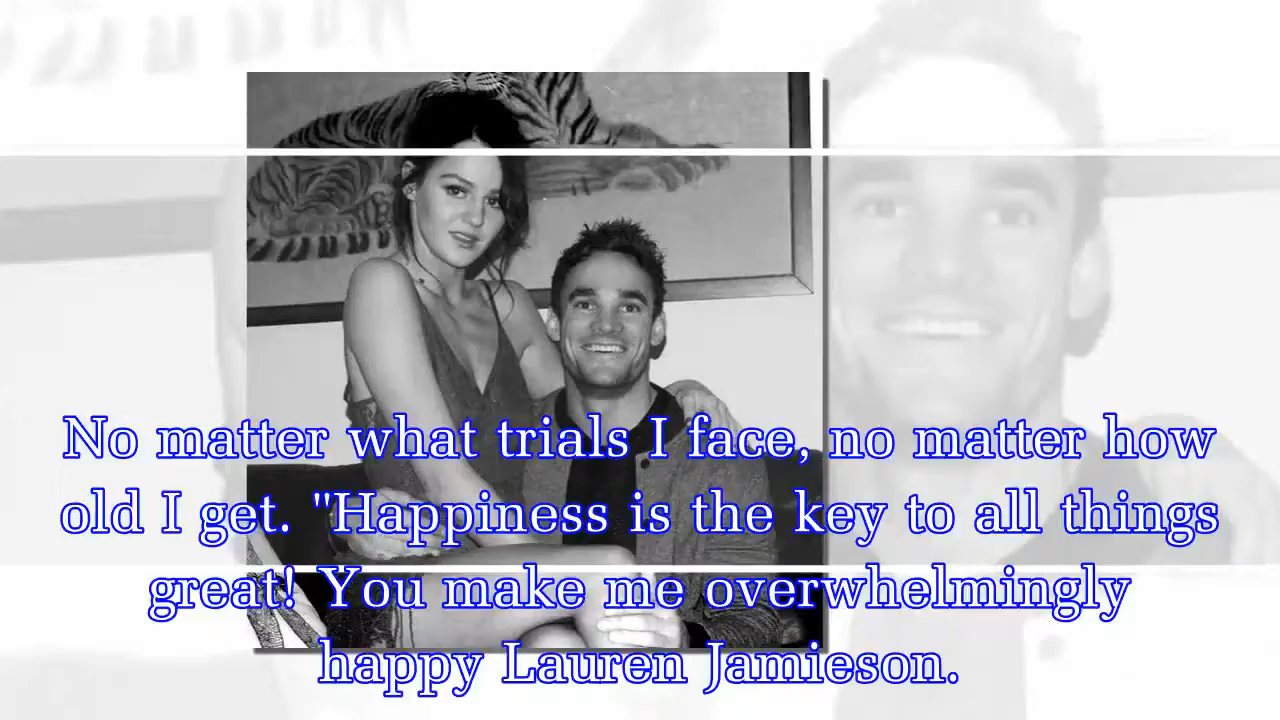 No matter what trials I face, no matter how
old I get. "Happiness is the key to all things
great! You make me overwhelmingly
happy Lauren Jamieson.